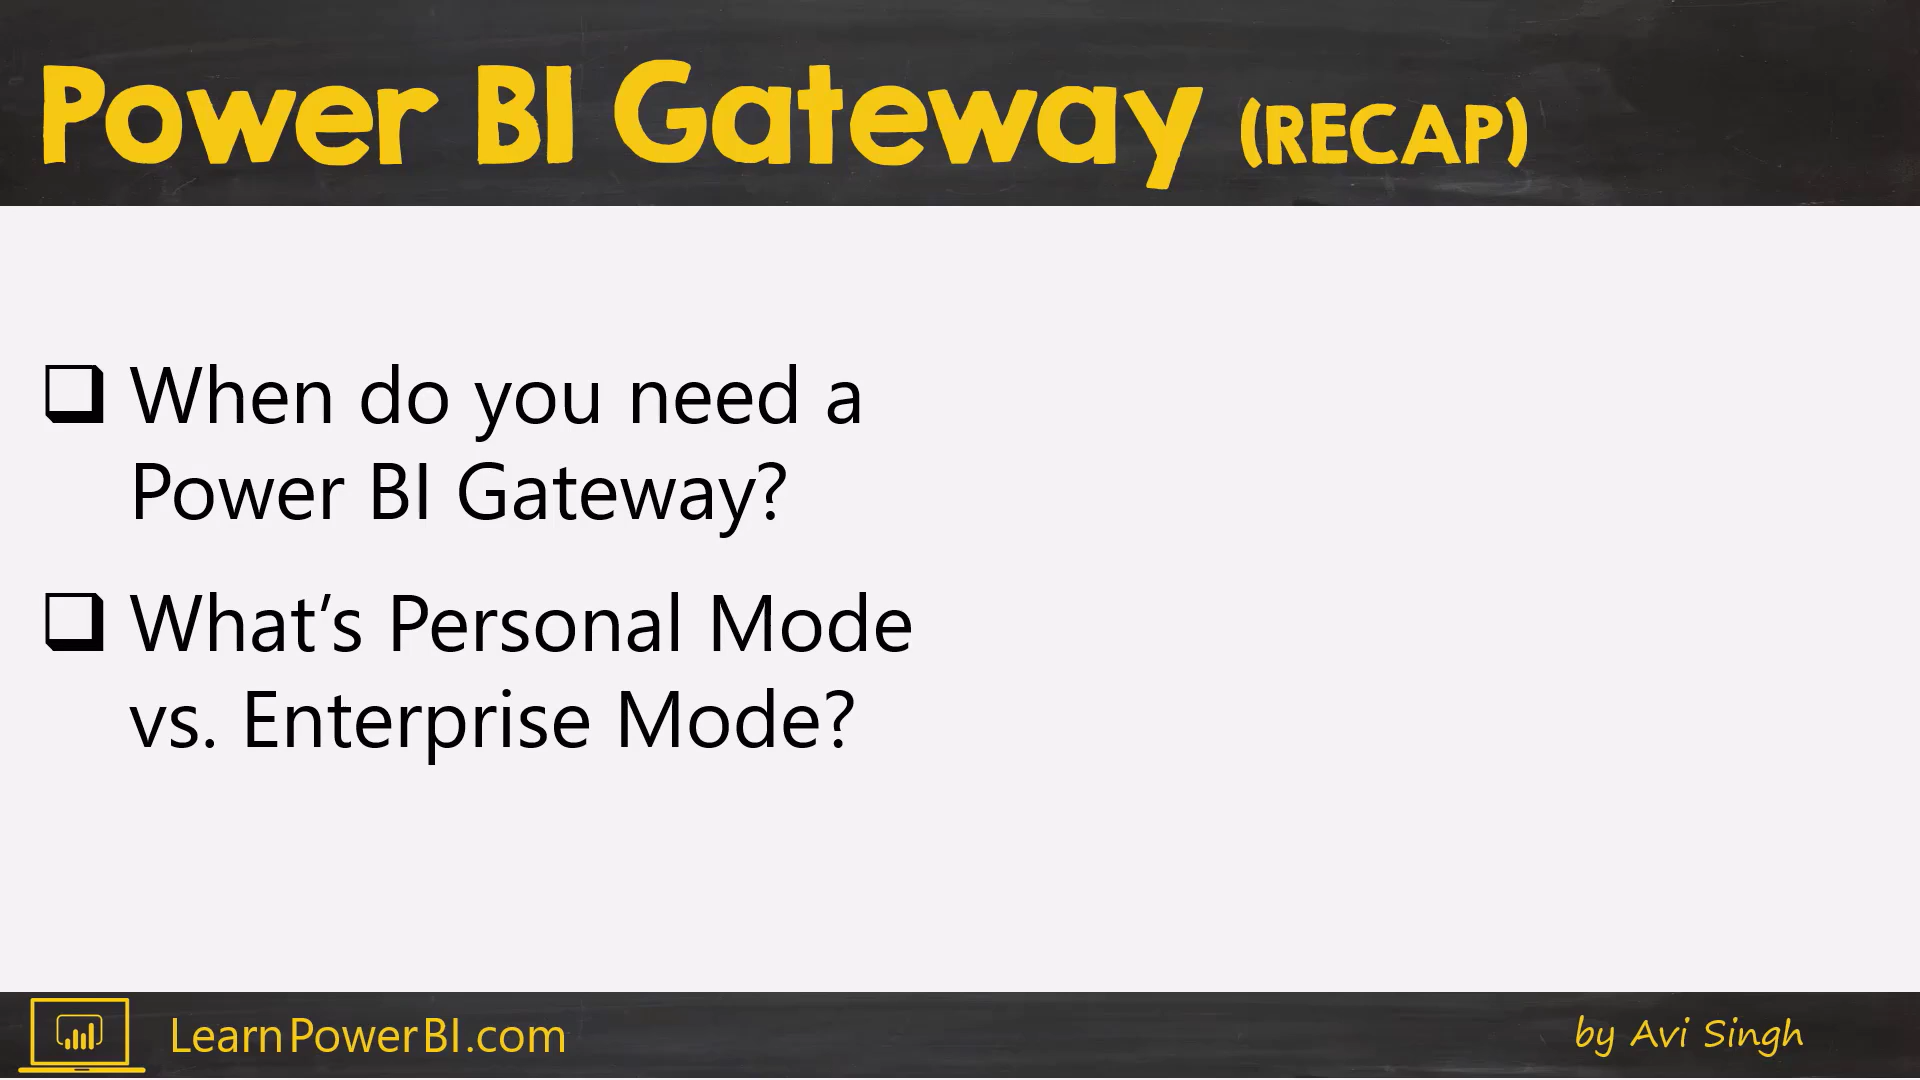 Power BI Gateway (RECAP)
When do you need a
Power BI Gateway?
What’s Personal Mode
vs. Enterprise Mode?
LearnPowerBI.com
by Avi Singh